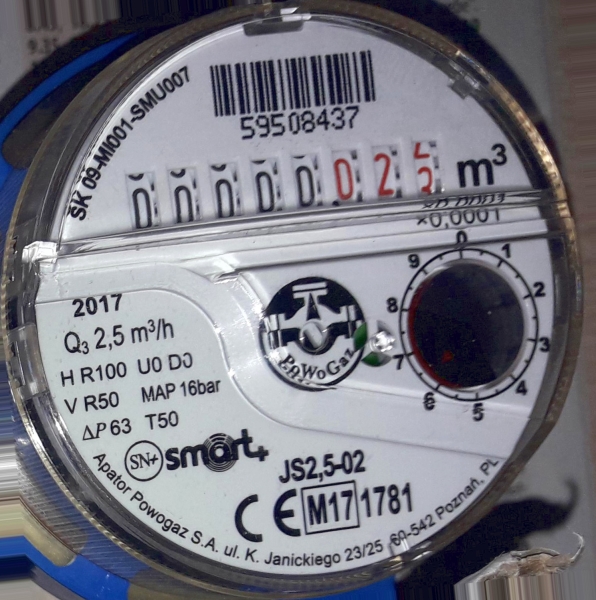 SK 09-MI001-SMU007
59508437
0 0 0 0 0 0 2 m³
×0,0001
0 1 2 3 4 5 6 7 8 9
PoWoGaz
2017
Q₃ 2,5 m³/h
H R100 U0 D0
V R50 MAP 16bar
ΔP 63 T50
SN+ smart+
JS2,5-02
CE M17 1781
Apator Powogaz S.A. ul. K. Janickiego 23/25 60-542 Poznań, PL